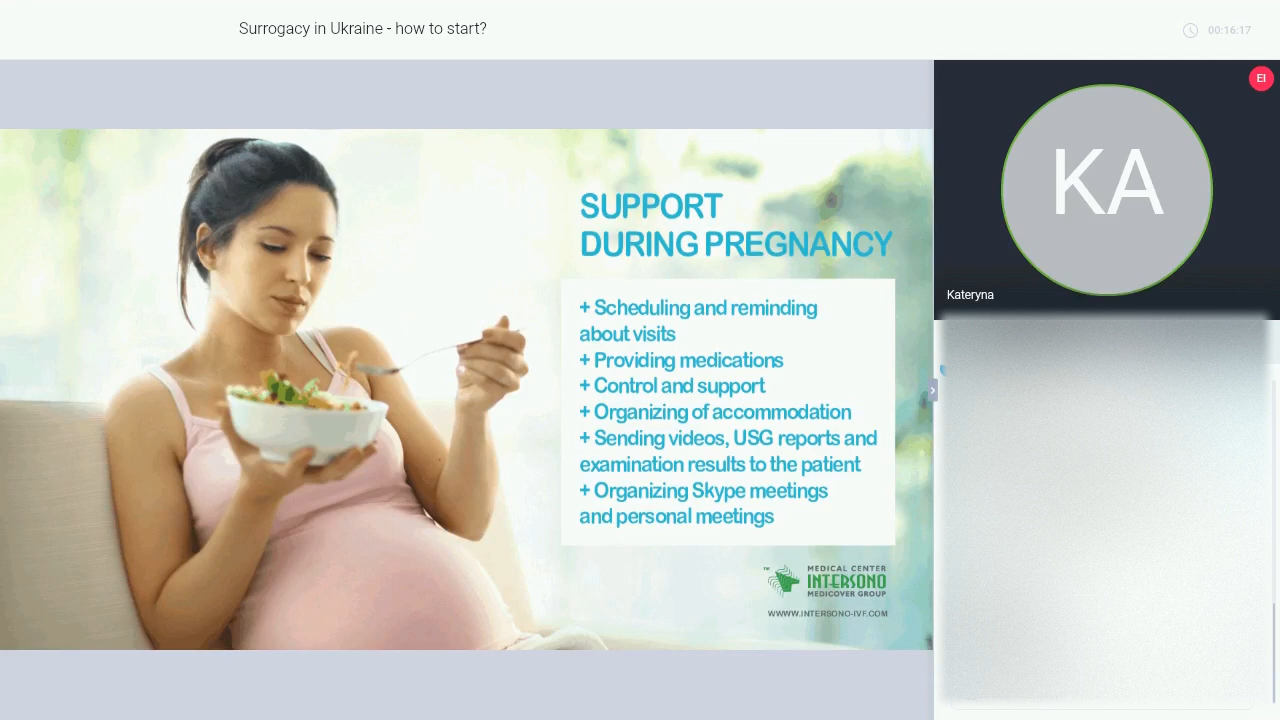 Surrogacy in Ukraine - how to start?
00:16:17
SUPPORT
DURING PREGNANCY
+ Scheduling and reminding
about visits
+ Providing medications
+ Control and support
+ Organizing of accommodation
+ Sending videos, USG reports and
examination results to the patient
+ Organizing Skype meetings
and personal meetings
TM
MEDICAL CENTER
INTERSONO
MEDICOVER GROUP
WWWW.INTERSONO-IVF.COM
EI
KA
Kateryna